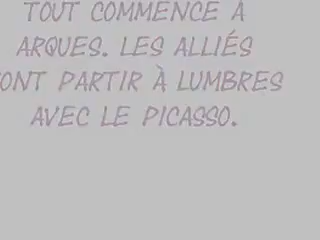 TOUT COMMENCE À
ARQUES. LES ALLIÉS
ONT PARTIR À LUMBRES
AVEC LE PICASSO.